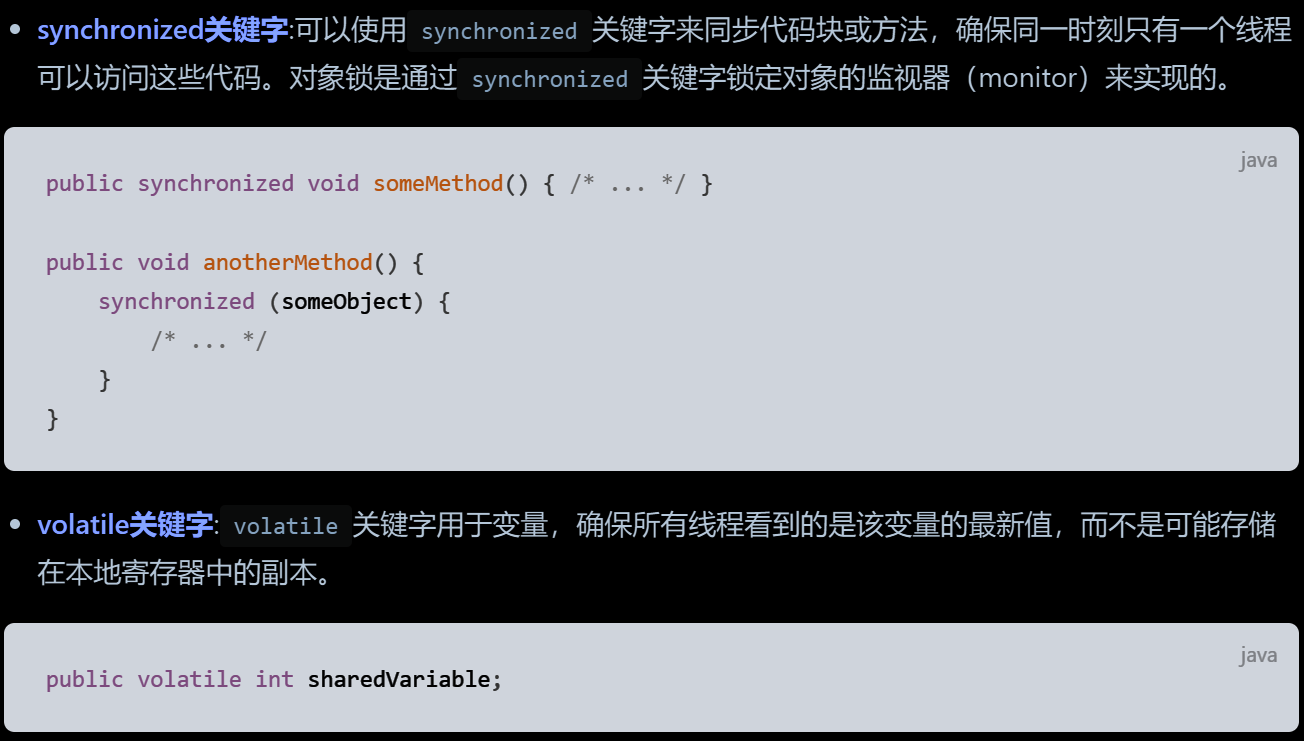 synchronized关键字:可以使用 synchronized 关键字来同步代码块或方法，确保同一时刻只有一个线程
可以访问这些代码。对象锁是通过 synchronized 关键字锁定对象的监视器（monitor）来实现的。
java
public synchronized void someMethod() { /* ... */ }
public void anotherMethod() {
    synchronized (someObject) {
        /* ... */
    }
}
volatile关键字: volatile 关键字用于变量，确保所有线程看到的是该变量的最新值，而不是可能存储
在本地寄存器中的副本。
java
public volatile int sharedVariable;